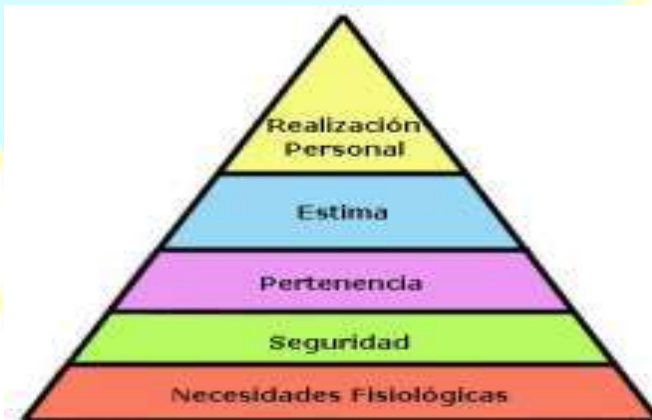 Realización
Personal
Estima
Pertenencia
Seguridad
Necesidades Fisiológicas